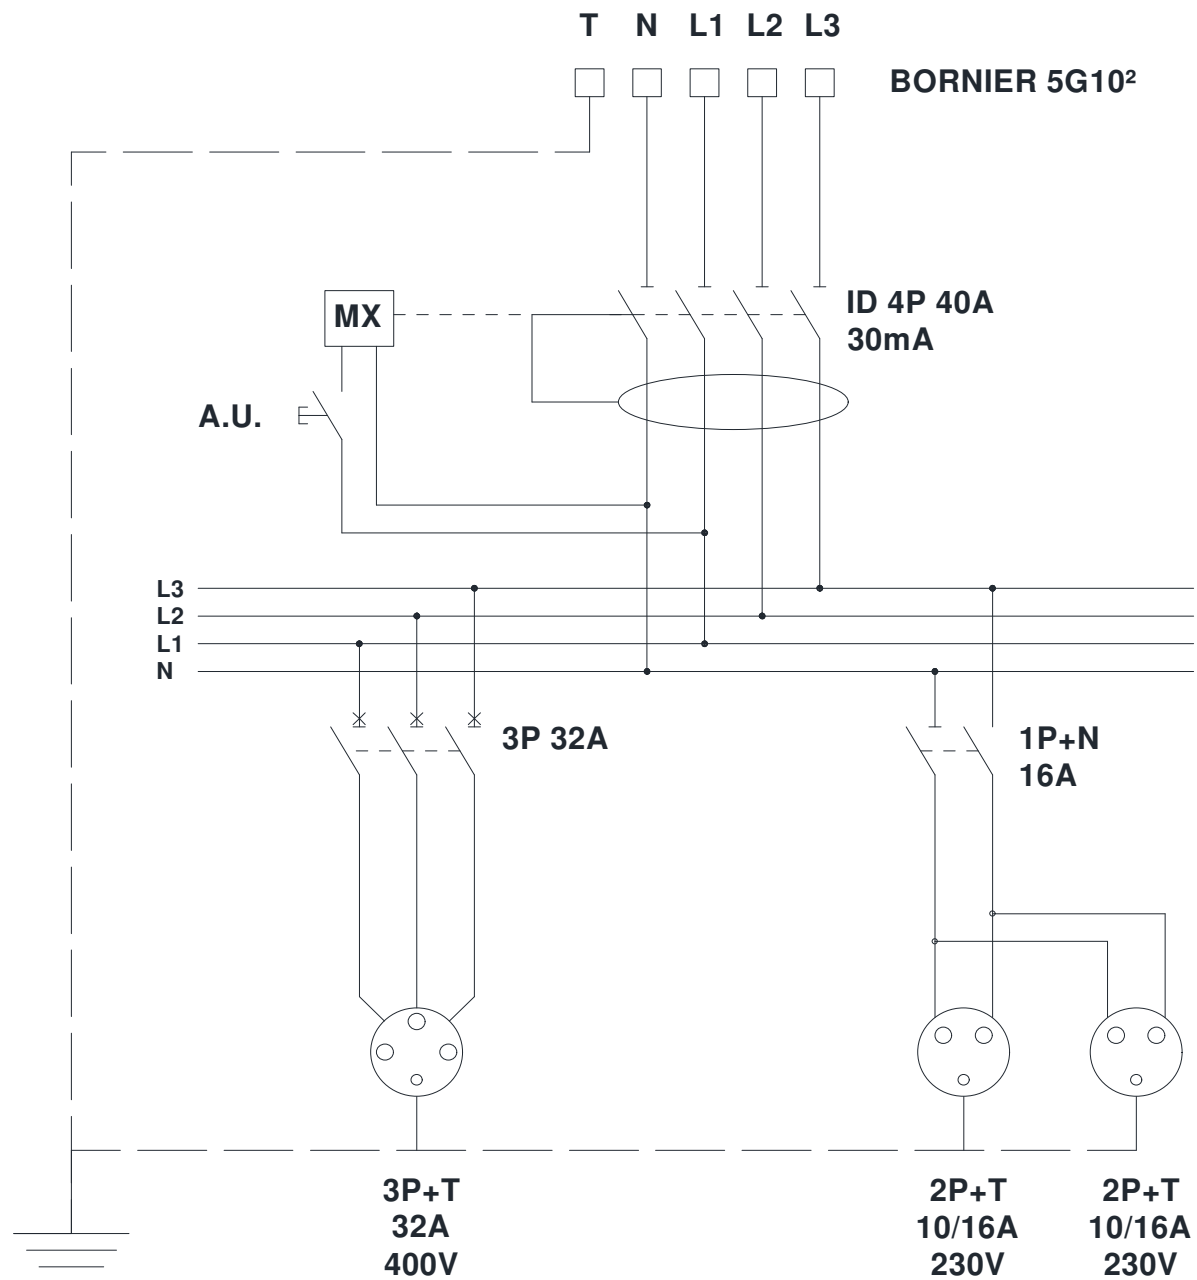 T N L1 L2 L3
BORNIER 5G10²
MX
ID 4P 40A
30mA
A.U.
L3
L2
L1
N
3P 32A
1P+N
16A
3P+T
32A
400V
2P+T
10/16A
230V
2P+T
10/16A
230V